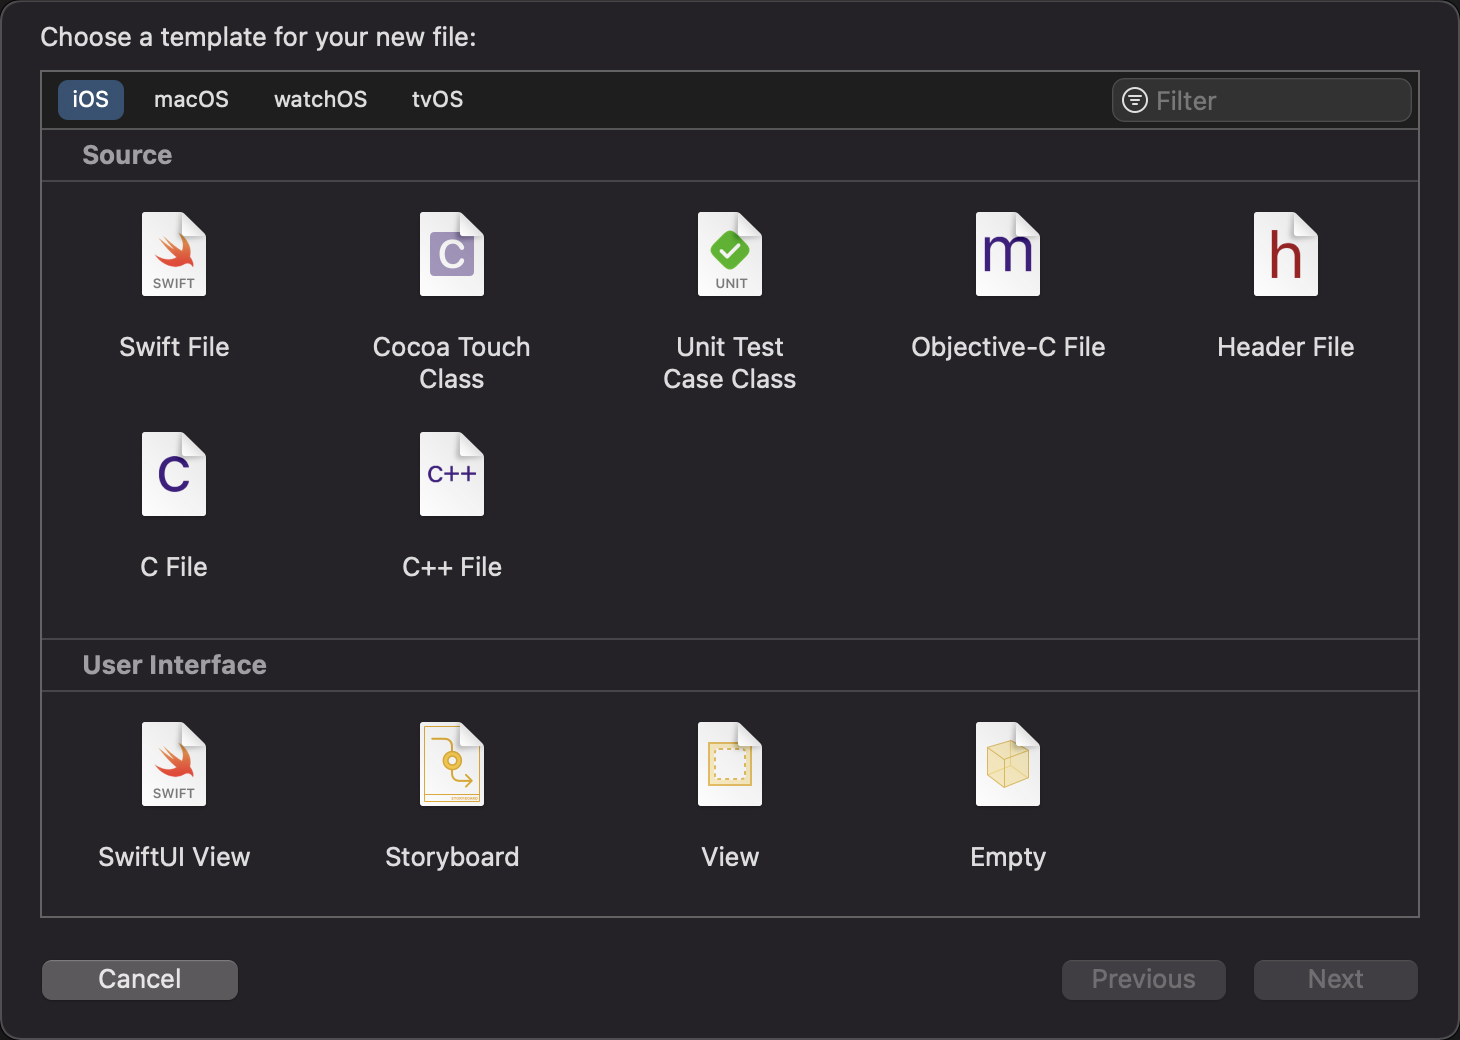 Choose a template for your new file:
iOS macOS watchOS tvOS Filter
Source
SWIFT
UNIT
m
h
C
Swift File
Cocoa Touch
Class
Unit Test
Case Class
Objective-C File
Header File
C
C++
C File
C++ File
User Interface
SWIFT
SwiftUI View
Storyboard
View
Empty
Cancel
Previous
Next